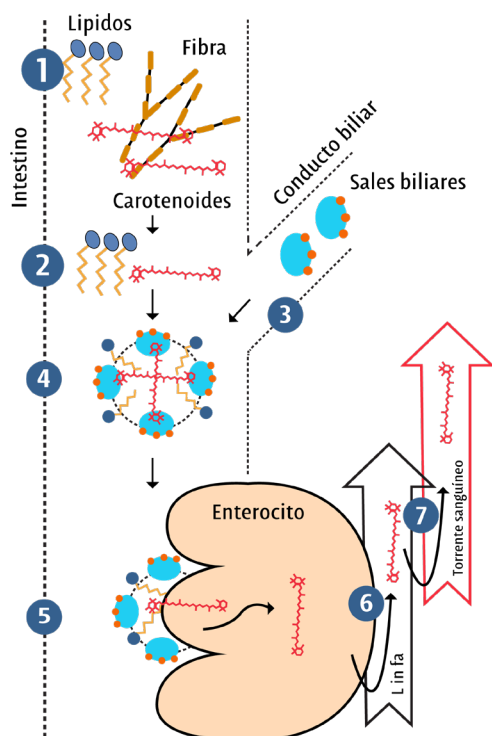 Lípidos
Fibra
1
Intestino
Carotenoides
Conducto biliar
Sales biliares
2
3
4
Enterocito
5
6
7
Torrente sanguíneo
L in fa